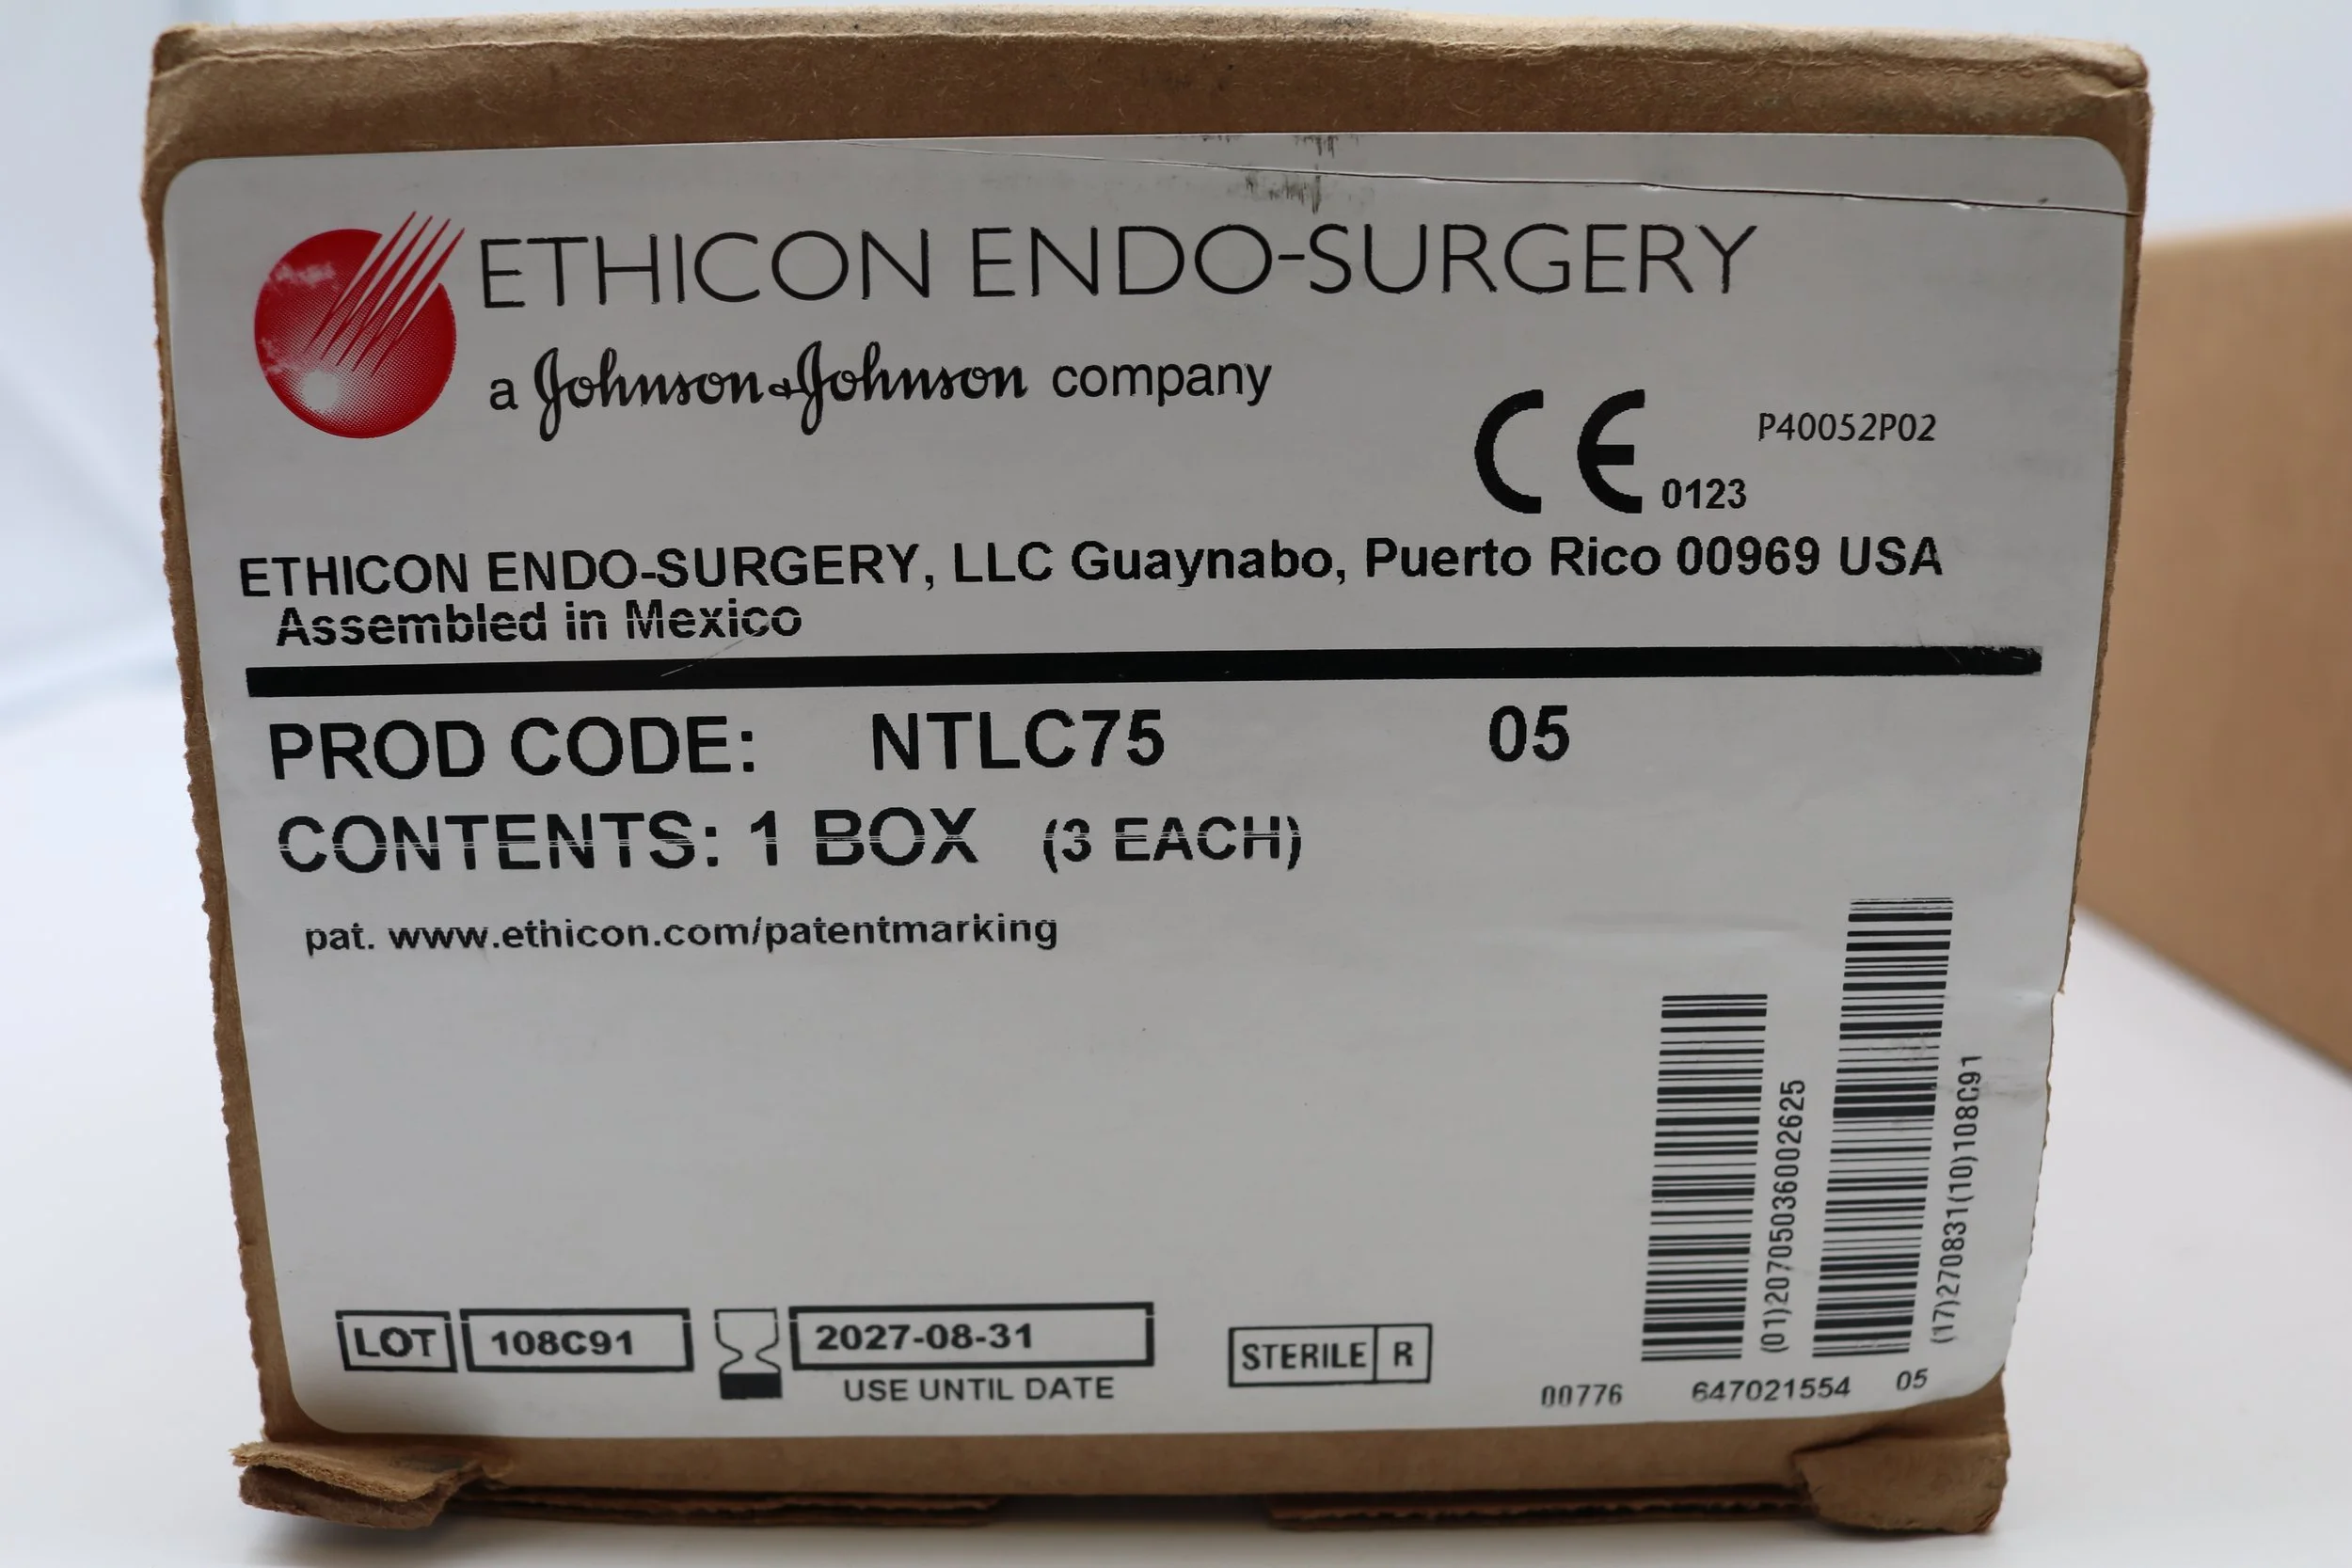 ETHICON ENDO-SURGERY
a Johnson & Johnson company
CE 0123
P40052P02
ETHICON ENDO-SURGERY, LLC Guaynabo, Puerto Rico 00969 USA
Assembled in Mexico
PROD CODE: NTLC75 05
CONTENTS: 1 BOX (3 EACH)
pat. www.ethicon.com/patentmarking
(01)20705036002625
(17)270831(10)108C91
LOT 108C91 2027-08-31
USE UNTIL DATE
STERILE R
00776 647021554 05